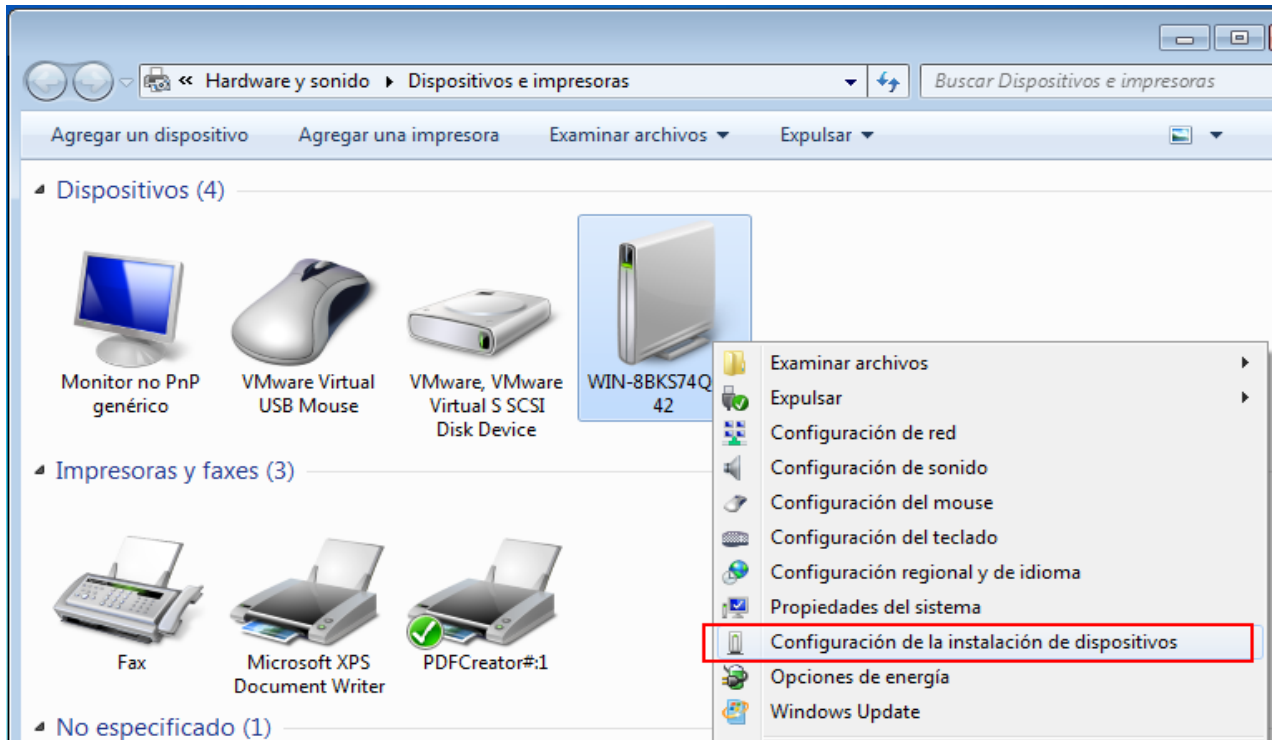 « Hardware y sonido ▸ Dispositivos e impresoras
Buscar Dispositivos e impresoras
Agregar un dispositivo Agregar una impresora Examinar archivos Expulsar
Dispositivos (4)
Monitor no PnP
genérico
VMware Virtual
USB Mouse
VMware, VMware
Virtual S SCSI
Disk Device
WIN-8BKS74Q
42
Examinar archivos
Expulsar
Configuración de red
Configuración de sonido
Configuración del mouse
Configuración del teclado
Configuración regional y de idioma
Propiedades del sistema
Configuración de la instalación de dispositivos
Opciones de energía
Windows Update
Impresoras y faxes (3)
Fax
Microsoft XPS
Document Writer
PDFCreator#:1
No especificado (1)